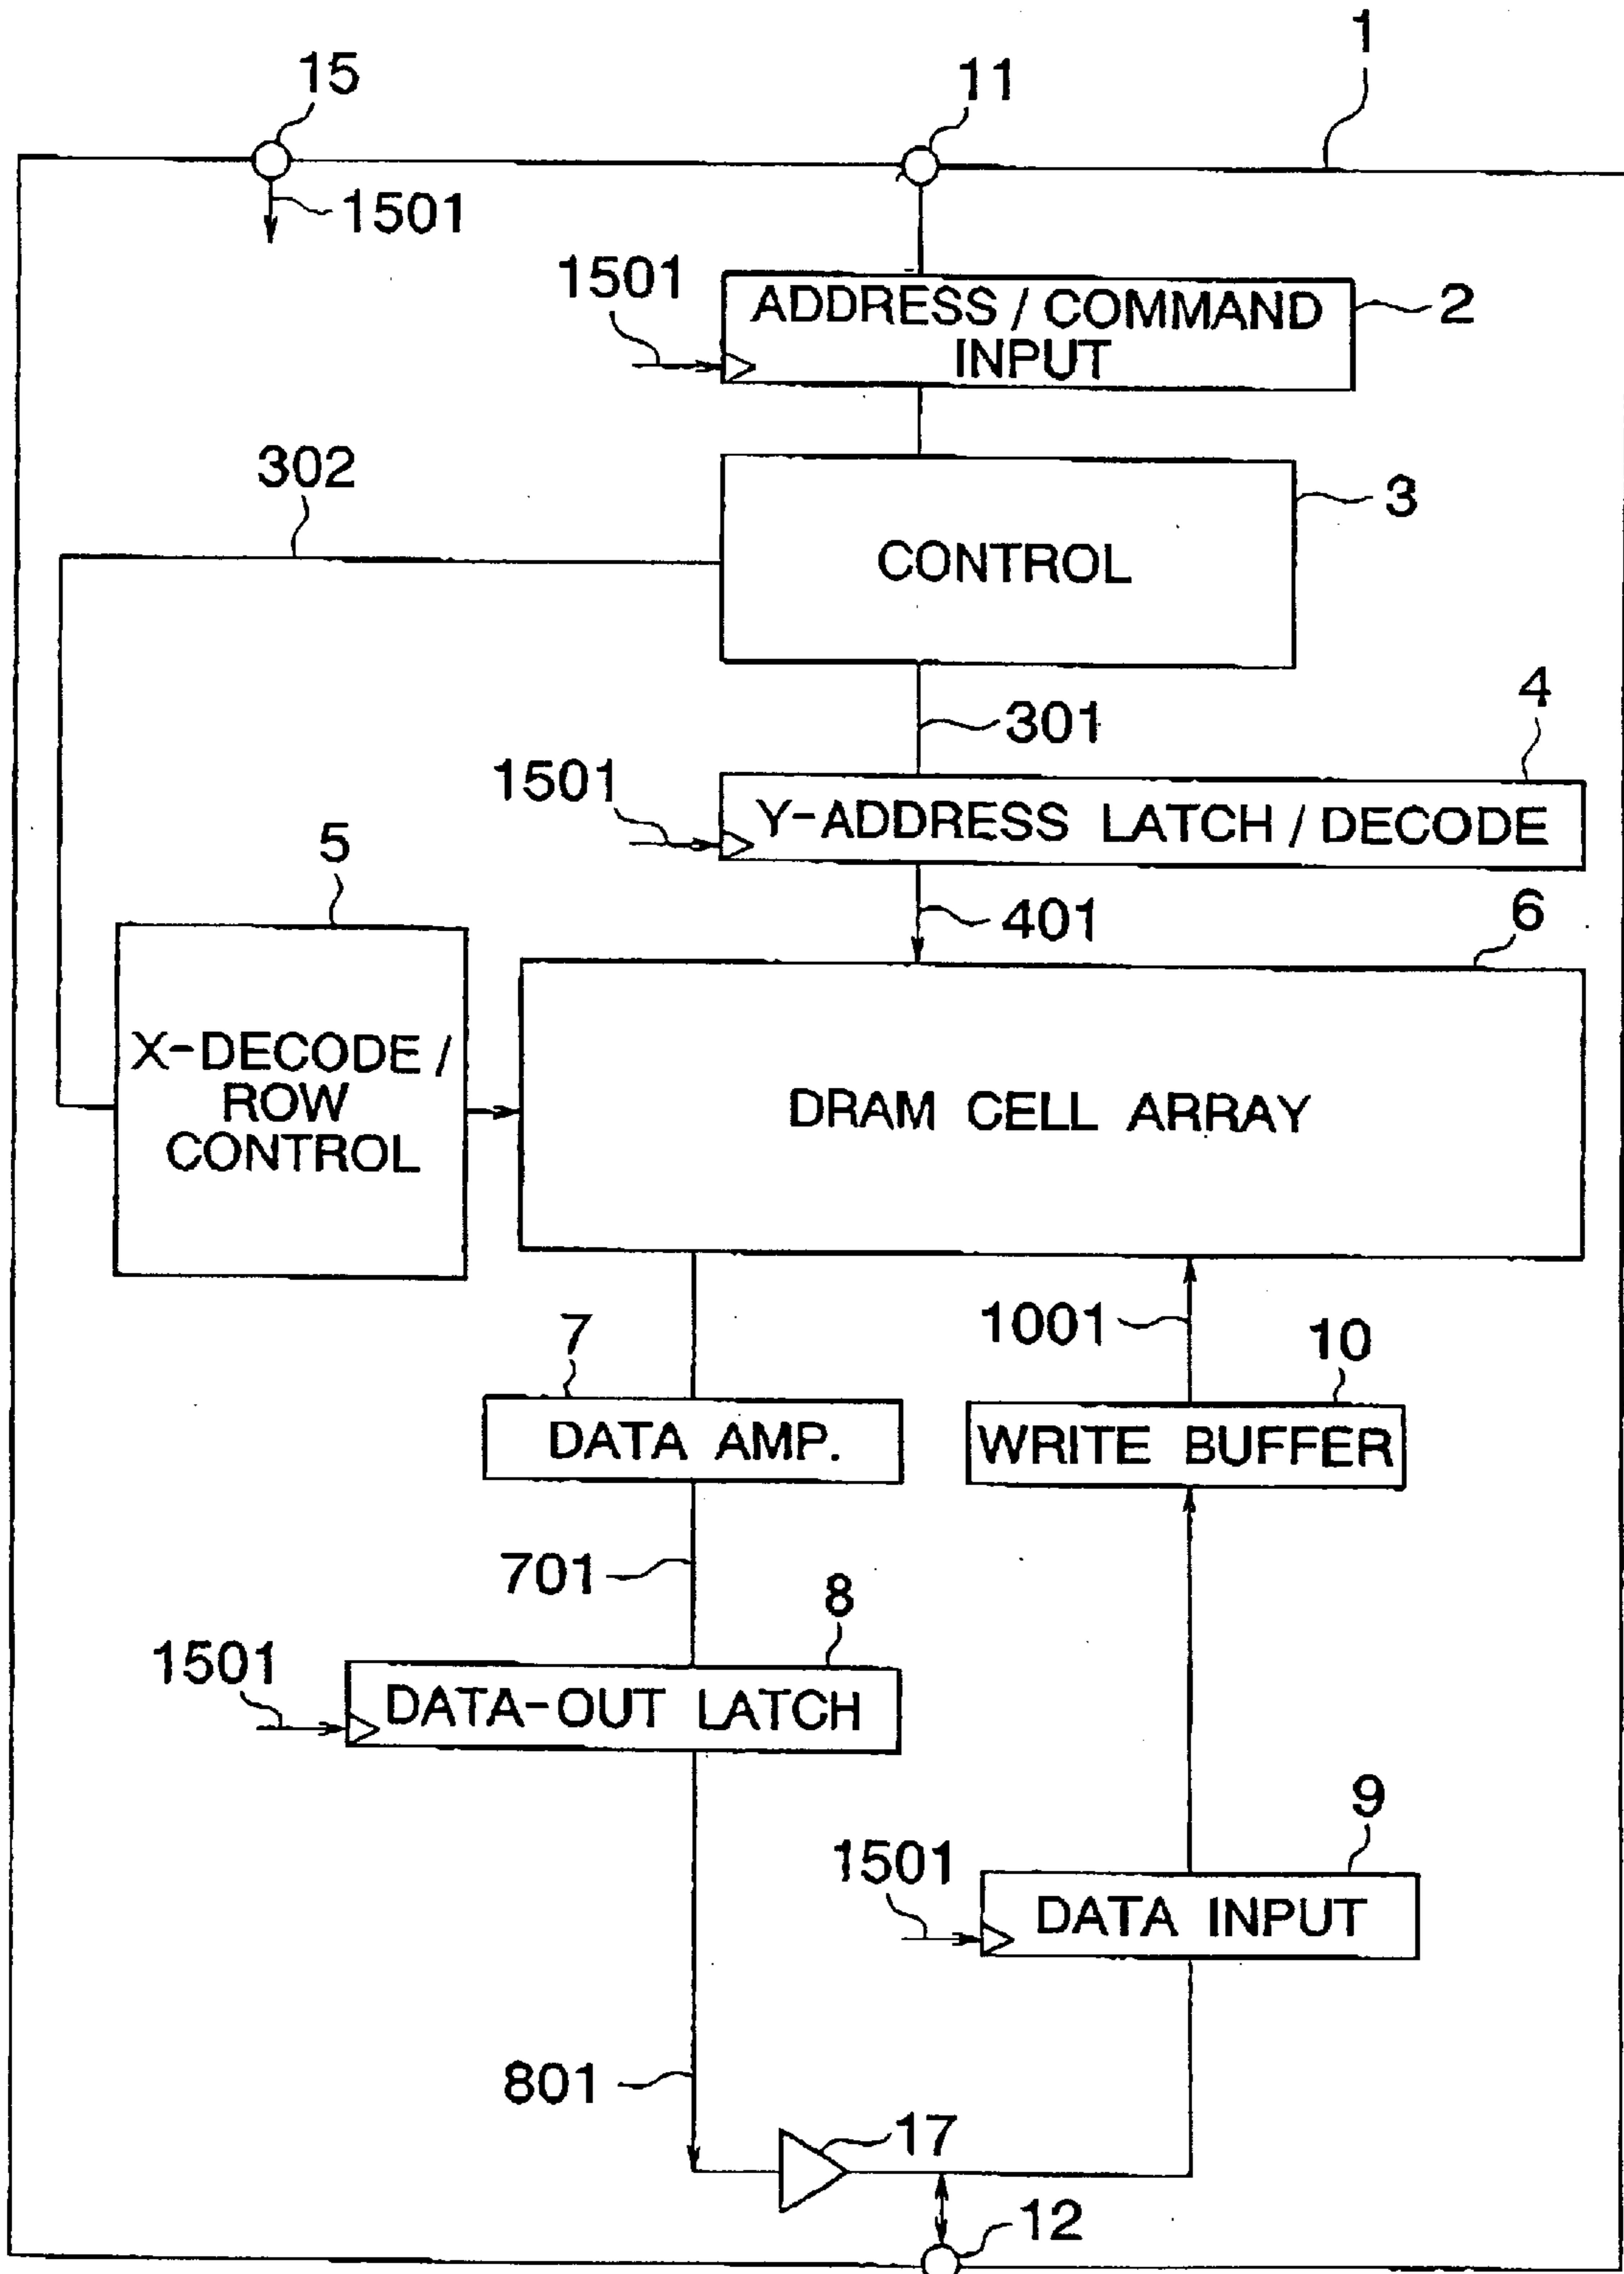 1
15
11
1501
1501
ADDRESS / COMMAND
INPUT
2
302
3
CONTROL
4
301
1501
Y-ADDRESS LATCH / DECODE
5
401
6
X-DECODE /
ROW
CONTROL
DRAM CELL ARRAY
7
1001
10
DATA AMP.
WRITE BUFFER
701
8
1501
DATA-OUT LATCH
9
1501
DATA INPUT
801
17
12